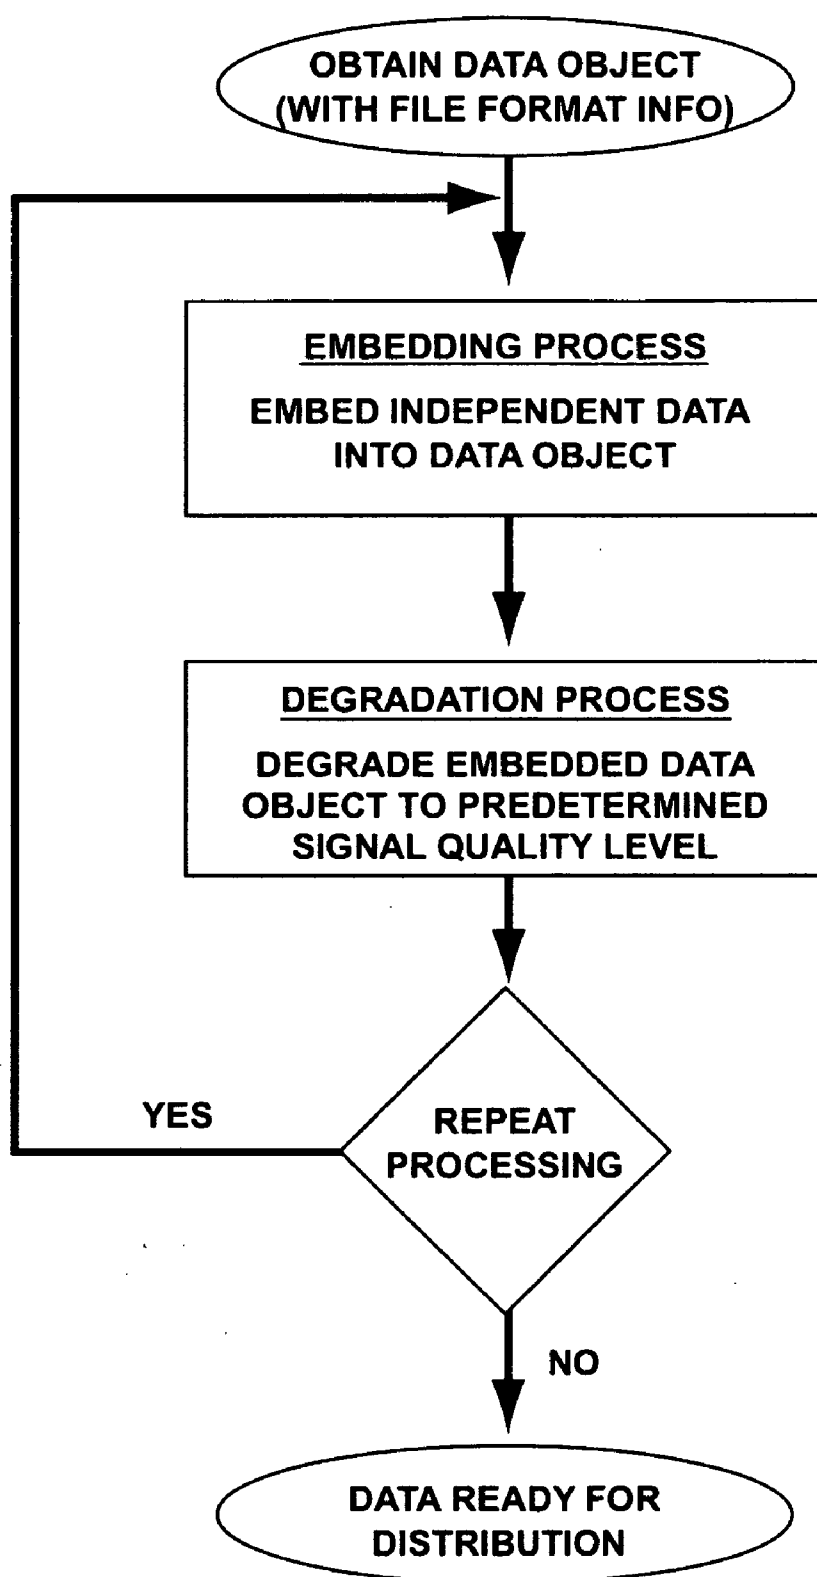 OBTAIN DATA OBJECT
(WITH FILE FORMAT INFO)
EMBEDDING PROCESS
EMBED INDEPENDENT DATA
INTO DATA OBJECT
DEGRADATION PROCESS
DEGRADE EMBEDDED DATA
OBJECT TO PREDETERMINED
SIGNAL QUALITY LEVEL
YES
REPEAT
PROCESSING
NO
DATA READY FOR
DISTRIBUTION